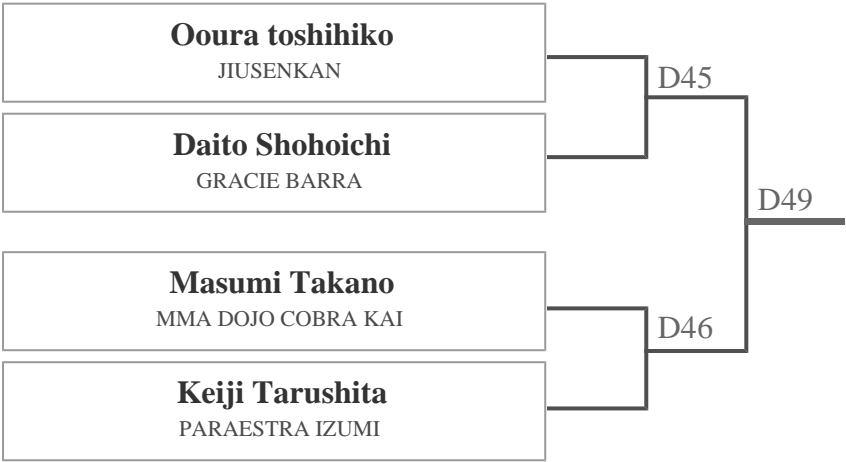 Ooura toshihiko
JIUSENKAN
D45
Daito Shohoichi
GRACIE BARRA
D49
Masumi Takano
MMA DOJO COBRA KAI
D46
Keiji Tarushita
PARAESTRA IZUMI